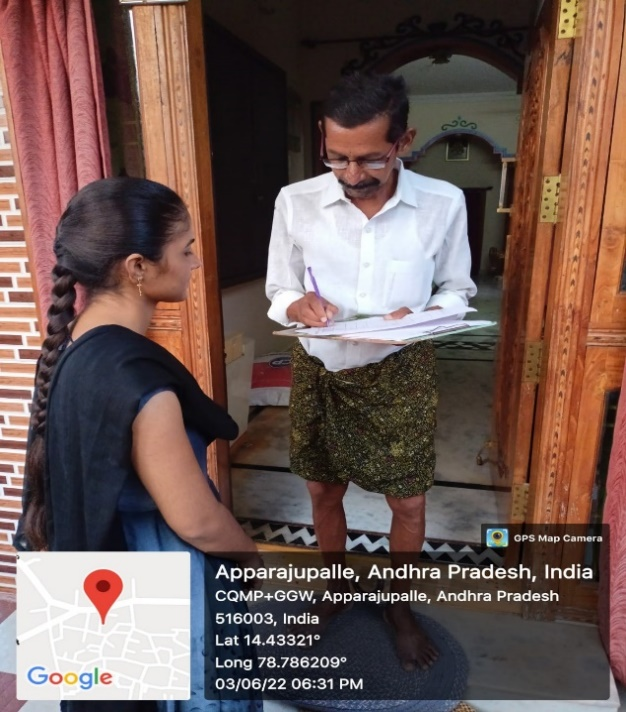 GPS Map Camera
Apparajupalle, Andhra Pradesh, India
CQMP+GGW, Apparajupalle, Andhra Pradesh
516003, India
Lat 14.43321°
Long 78.786209°
03/06/22 06:31 PM
Google